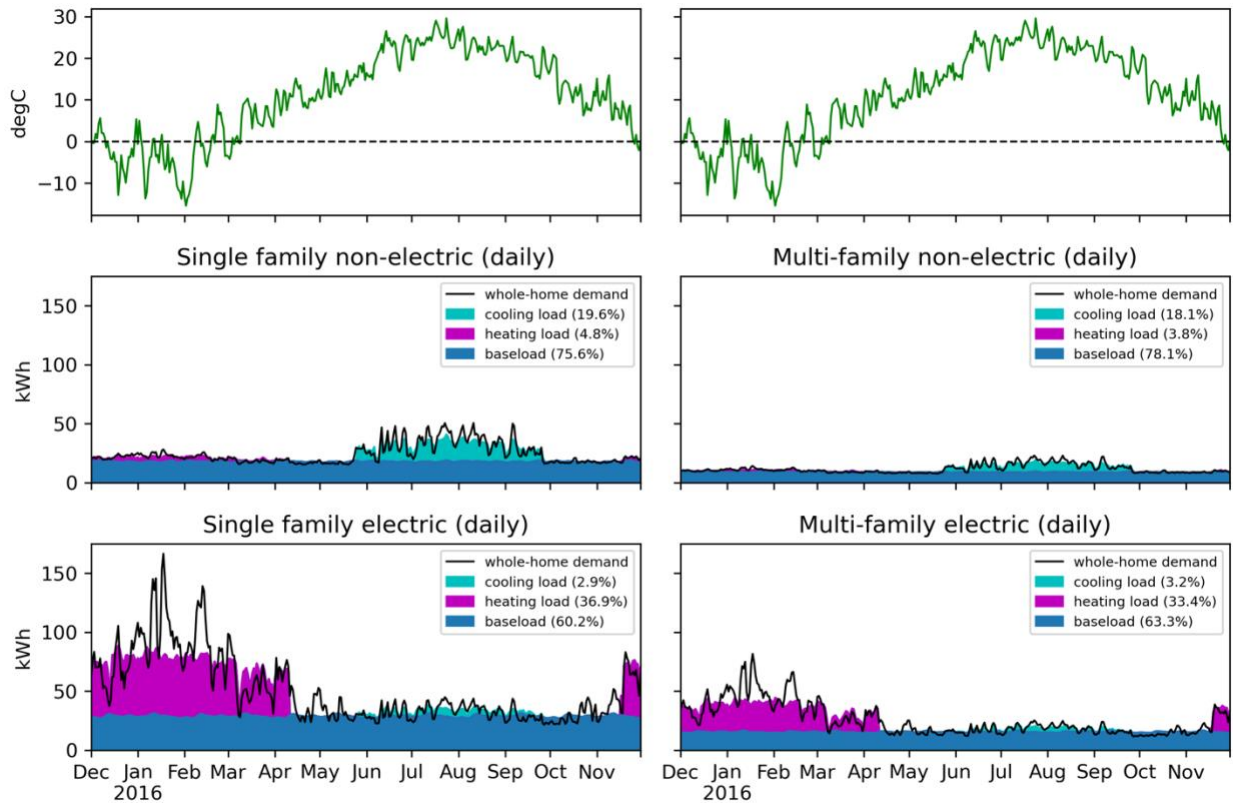 30
20
10
0
−10
degC
Single family non-electric (daily)
150
100
50
0
kWh
whole-home demand
cooling load (19.6%)
heating load (4.8%)
baseload (75.6%)
Multi-family non-electric (daily)
whole-home demand
cooling load (18.1%)
heating load (3.8%)
baseload (78.1%)
Single family electric (daily)
150
100
50
0
kWh
whole-home demand
cooling load (2.9%)
heating load (36.9%)
baseload (60.2%)
Dec Jan Feb Mar Apr May Jun Jul Aug Sep Oct Nov
2016
Multi-family electric (daily)
whole-home demand
cooling load (3.2%)
heating load (33.4%)
baseload (63.3%)
Dec Jan Feb Mar Apr May Jun Jul Aug Sep Oct Nov
2016